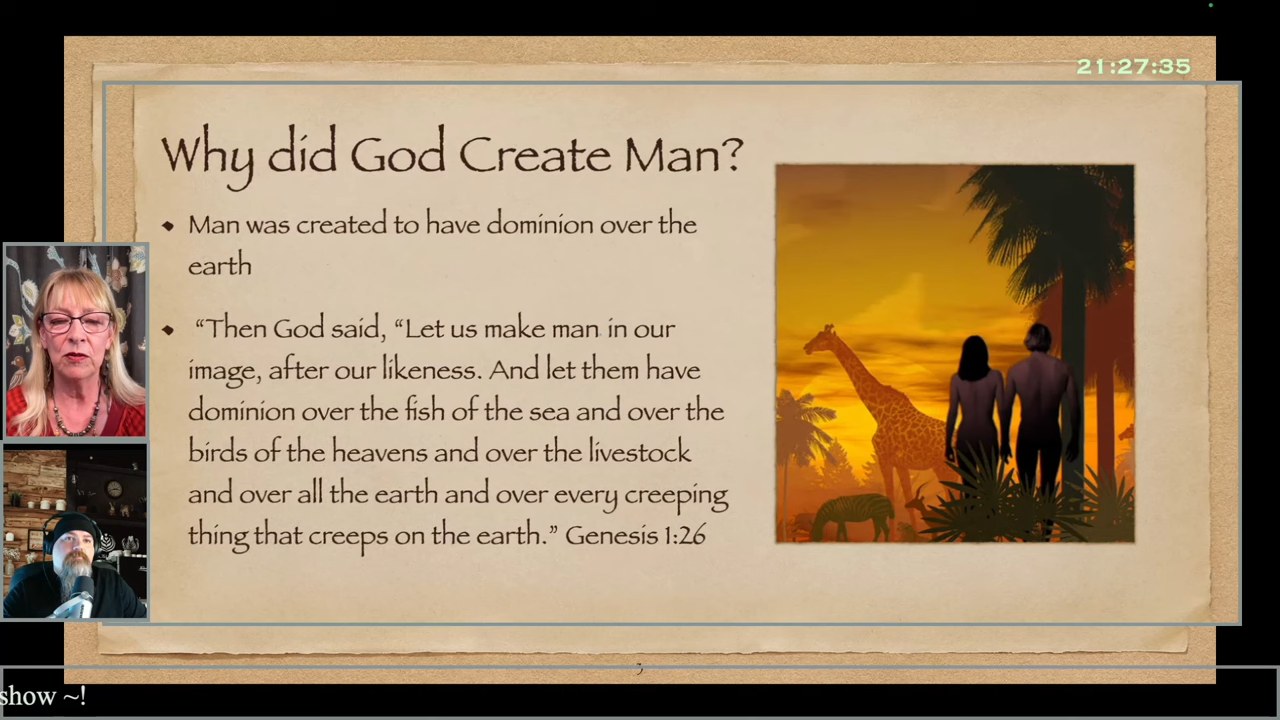 21:27:35
Why did God Create Man?
Man was created to have dominion over the
earth
“Then God said, “Let us make man in our
image, after our likeness. And let them have
dominion over the fish of the sea and over the
birds of the heavens and over the livestock
and over all the earth and over every creeping
thing that creeps on the earth.” Genesis 1:26
3
show ~!